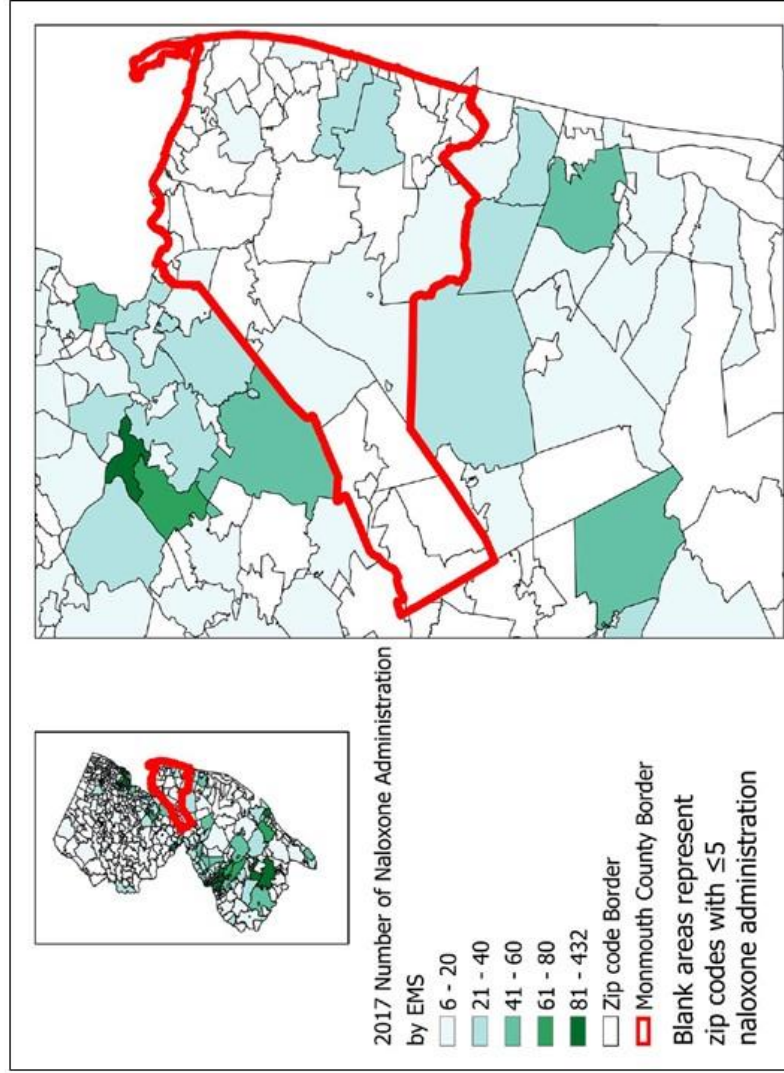 2017 Number of Naloxone Administration
by EMS
6 - 20
21 - 40
41 - 60
61 - 80
81 - 432
Zip code Border
Monmouth County Border
Blank areas represent
zip codes with ≤5
naloxone administration